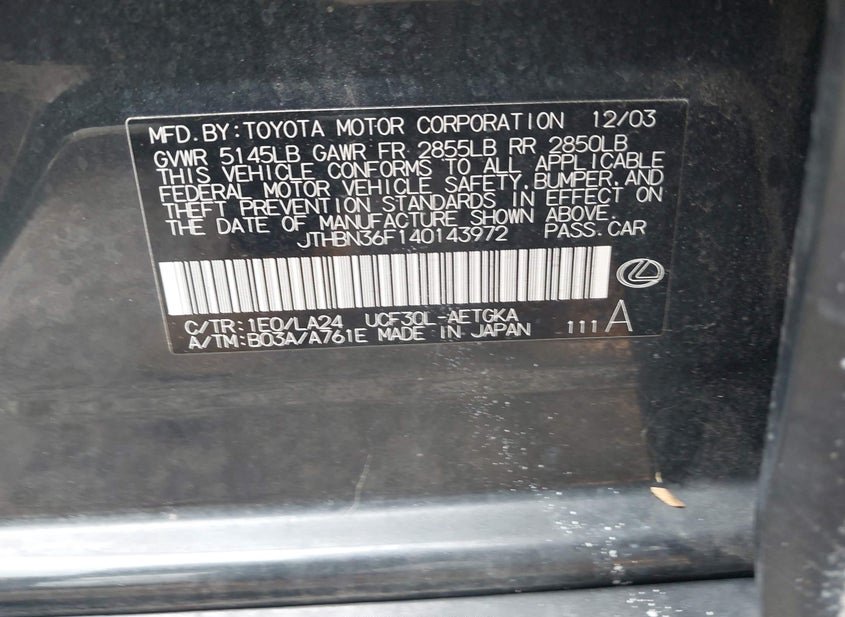 MFD. BY: TOYOTA MOTOR CORPORATION 12/03
GVWR 5145LB GAWR FR 2855LB RR 2850LB
THIS VEHICLE CONFORMS TO ALL APPLICABLE
FEDERAL MOTOR VEHICLE SAFETY, BUMPER, AND
THEFT PREVENTION STANDARDS IN EFFECT ON
THE DATE OF MANUFACTURE SHOWN ABOVE.
JTHBN36F140143972 PASS. CAR
C/TR: 1E0/LA24 UCF30L-AETGKA
A/TM: B03A/A761E MADE IN JAPAN 111A